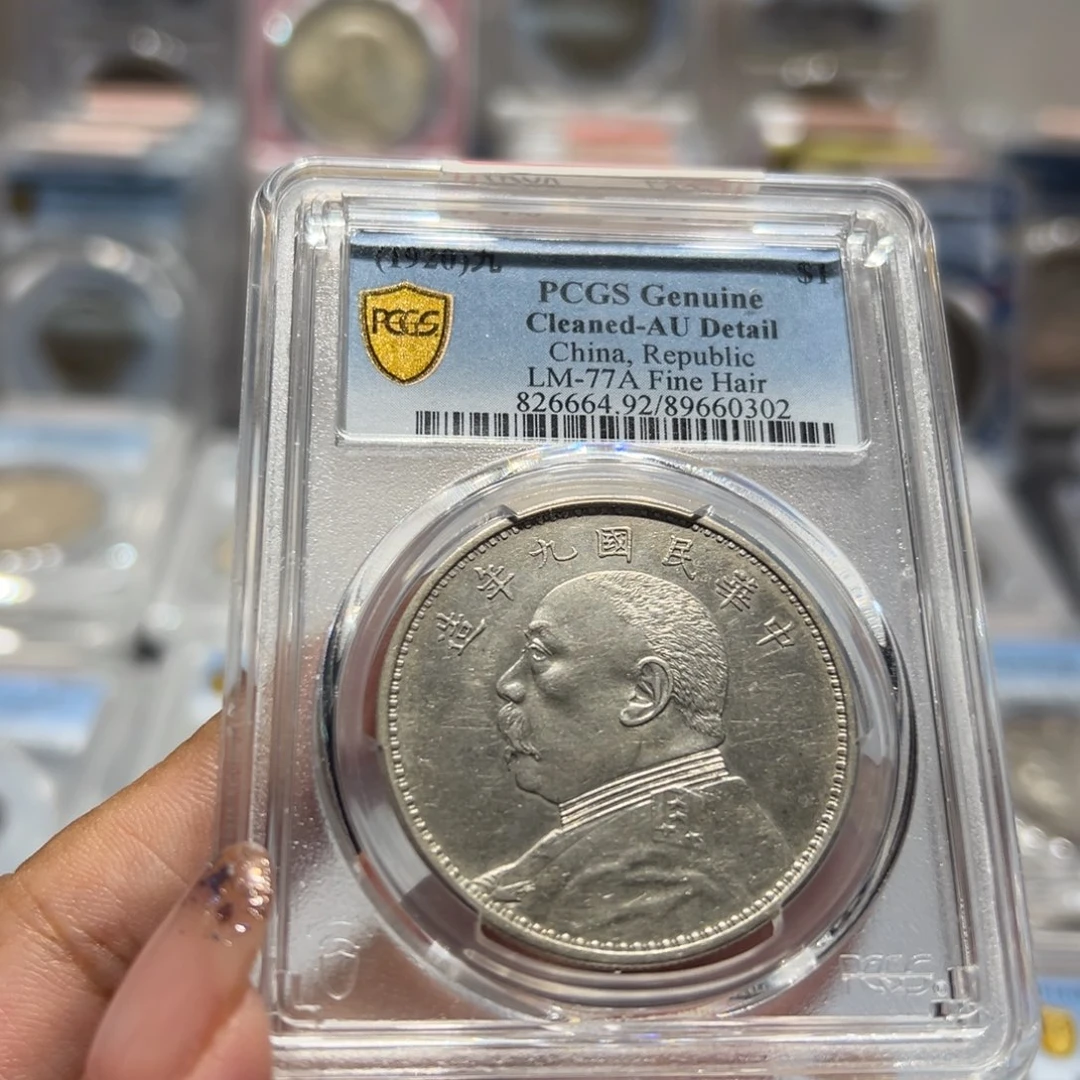 (1920)九 $1
PCGS
PCGS Genuine
Cleaned-AU Detail
China, Republic
LM-77A Fine Hair
826664.92/89660302
造年九國民華中
PCGS